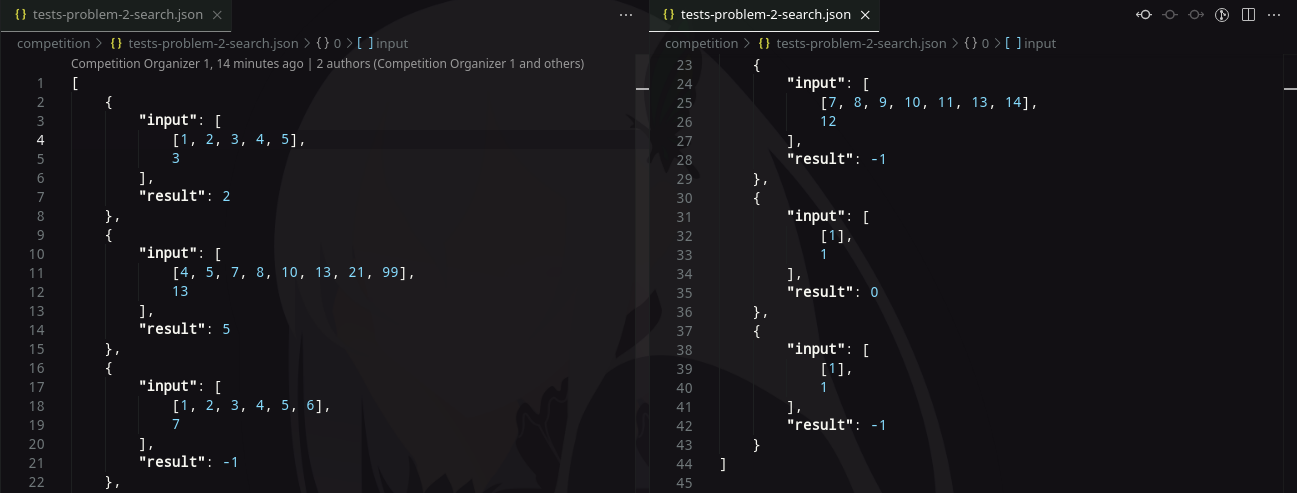 {} tests-problem-2-search.json ×
competition > {} tests-problem-2-search.json > {} 0 > [ ] input
Competition Organizer 1, 14 minutes ago | 2 authors (Competition Organizer 1 and others)
1 [
2 {
3 "input": [
4 [1, 2, 3, 4, 5],
5 3
6 ],
7 "result": 2
8 },
9 {
10 "input": [
11 [4, 5, 7, 8, 10, 13, 21, 99],
12 13
13 ],
14 "result": 5
15 },
16 {
17 "input": [
18 [1, 2, 3, 4, 5, 6],
19 7
20 ],
21 "result": -1
22 },
{} tests-problem-2-search.json ×
competition > {} tests-problem-2-search.json > {} 0 > [ ] input
23 {
24 "input": [
25 [7, 8, 9, 10, 11, 13, 14],
26 12
27 ],
28 "result": -1
29 },
30 {
31 "input": [
32 [1],
33 1
34 ],
35 "result": 0
36 },
37 {
38 "input": [
39 [1],
40 1
41 ],
42 "result": -1
43 }
44 ]
45